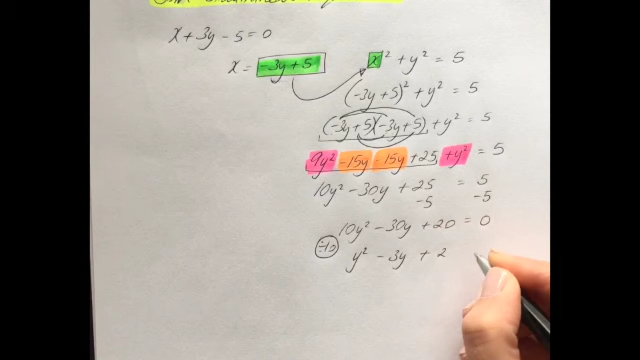 x + 3y - 5 = 0
x = -3y + 5
x² + y² = 5
(-3y + 5)² + y² = 5
(-3y + 5)(-3y + 5) + y² = 5
9y² - 15y - 15y + 25 + y² = 5
10y² - 30y + 25 = 5
-5 -5
10y² - 30y + 20 = 0
÷10
y² - 3y + 2